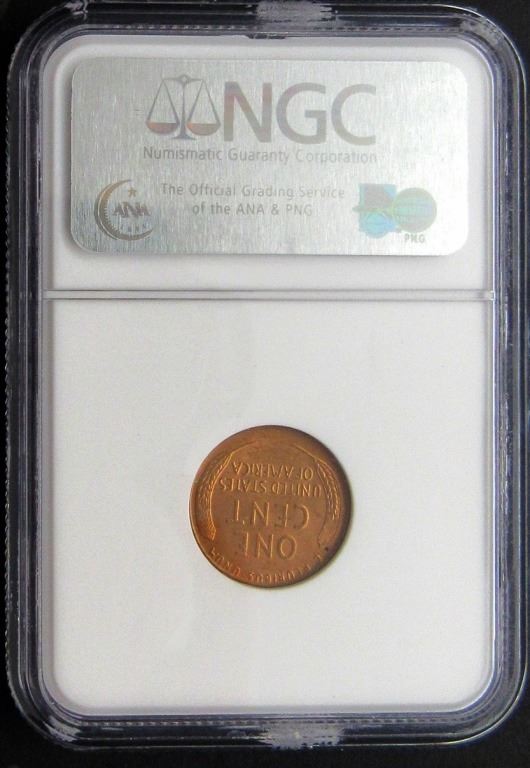 NGC
Numismatic Guaranty Corporation
The Official Grading Service
of the ANA & PNG
ANA
PNG
E PLURIBUS UNUM
ONE
CENT
UNITED STATES
OF AMERICA